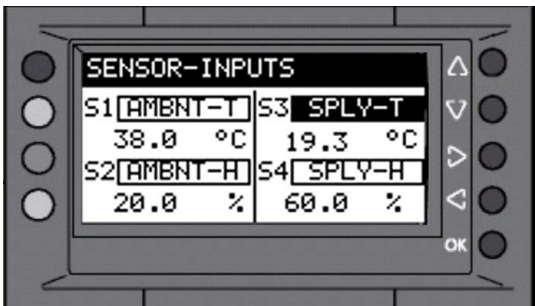 SENSOR-INPUTS
S1 AMBNT-T S3 SPLY-T
38.0 °C 19.3 °C
S2 AMBNT-H S4 SPLY-H
20.0 % 60.0 %
OK